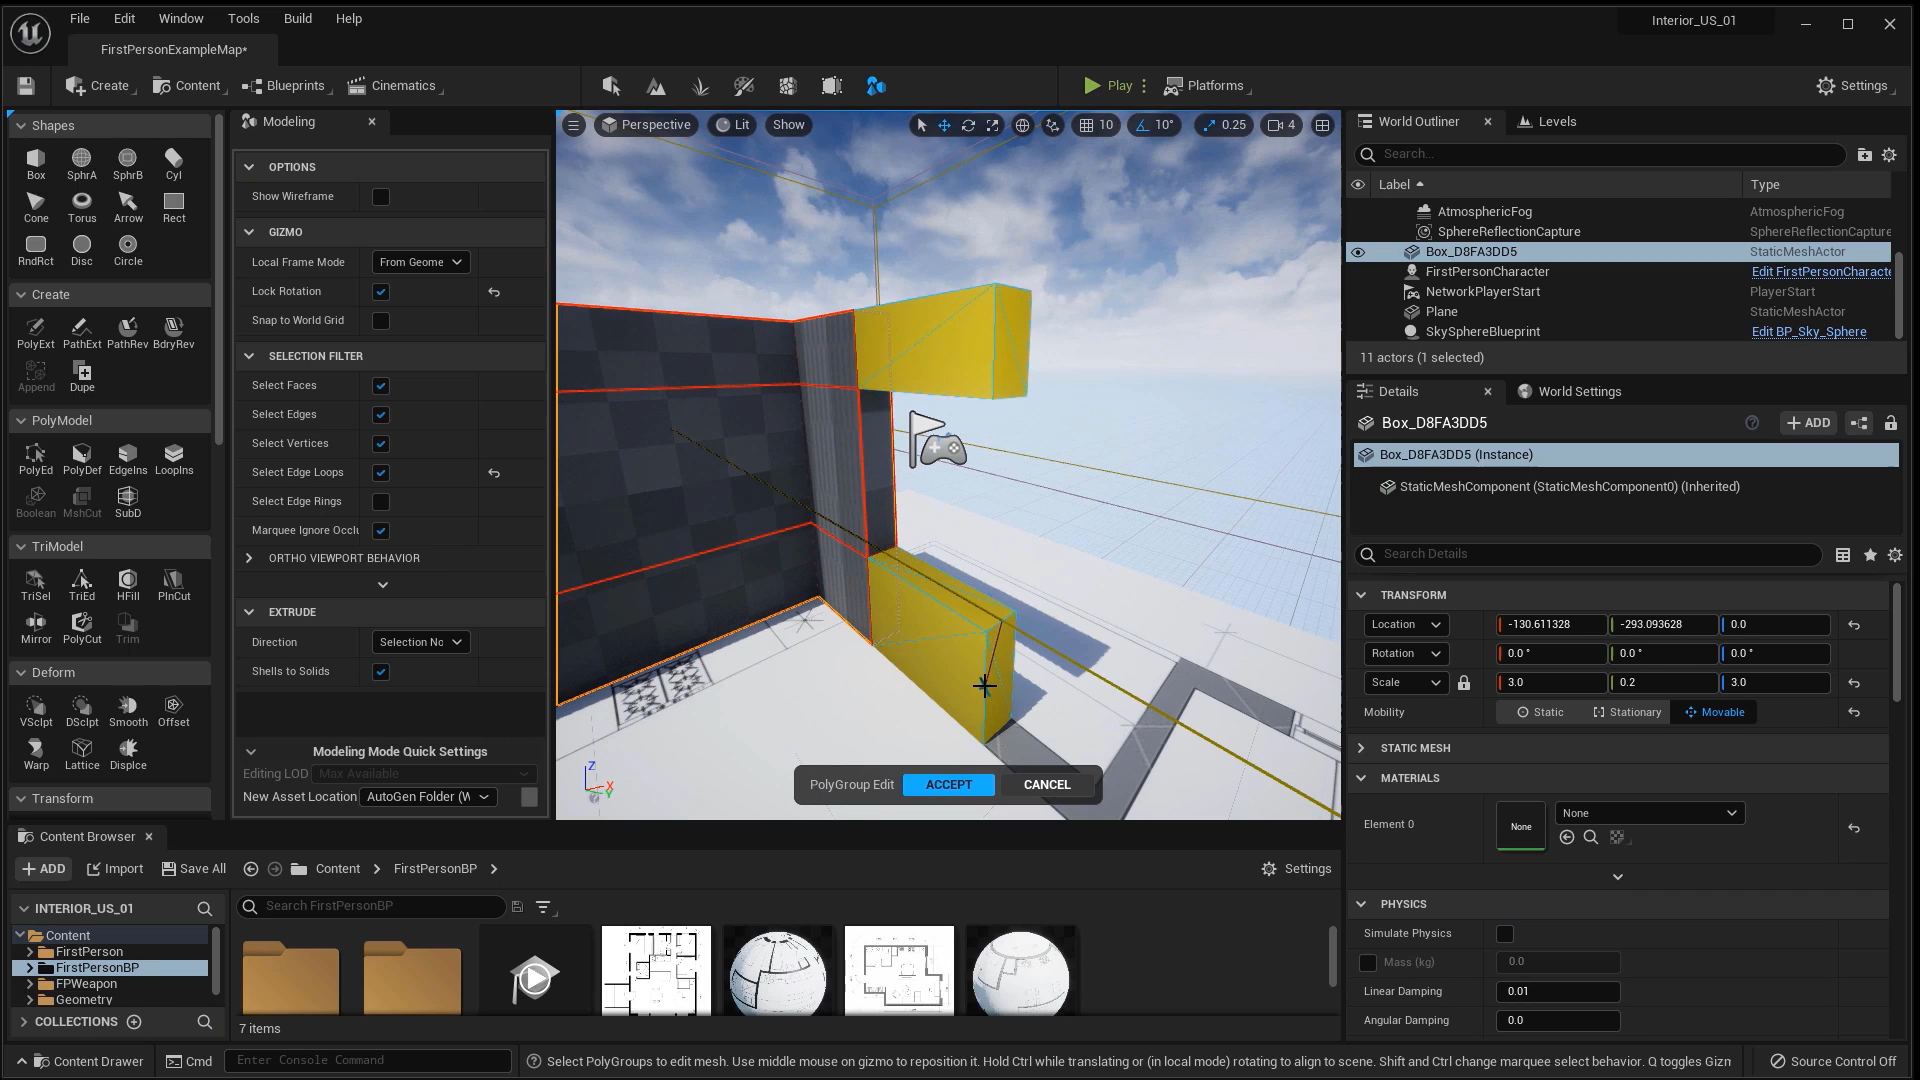 File Edit Window Tools Build Help
Interior_US_01
FirstPersonExampleMap*
Create Content Blueprints Cinematics Play Platforms Settings
Shapes
Box SphrA SphrB Cyl
Cone Torus Arrow Rect
RndRct Disc Circle
Create
PolyExt PathExt PathRev BdryRev
Append Dupe
PolyModel
PolyEd PolyDef EdgeIns LoopIns
Boolean MshCut SubD
TriModel
TriSel TriEd HFill PlnCut
Mirror PolyCut Trim
Deform
VSclpt DSclpt Smooth Offset
Warp Lattice Displce
Transform
Modeling
OPTIONS
Show Wireframe
GIZMO
Local Frame Mode From Geome
Lock Rotation
Snap to World Grid
SELECTION FILTER
Select Faces
Select Edges
Select Vertices
Select Edge Loops
Select Edge Rings
Marquee Ignore Occlu
ORTHO VIEWPORT BEHAVIOR
EXTRUDE
Direction Selection No
Shells to Solids
Modeling Mode Quick Settings
Editing LOD Max Available
New Asset Location AutoGen Folder (W
Perspective Lit Show 10 10° 0.25 4
Z
X
Y
PolyGroup Edit ACCEPT CANCEL
World Outliner Levels
Search...
Label Type
AtmosphericFog AtmosphericFog
SphereReflectionCapture SphereReflectionCapture
Box_D8FA3DD5 StaticMeshActor
FirstPersonCharacter Edit FirstPersonCharacte
NetworkPlayerStart PlayerStart
Plane StaticMeshActor
SkySphereBlueprint Edit BP_Sky_Sphere
11 actors (1 selected)
Details World Settings
Box_D8FA3DD5 ADD
Box_D8FA3DD5 (Instance)
StaticMeshComponent (StaticMeshComponent0) (Inherited)
Search Details
TRANSFORM
Location -130.611328 -293.093628 0.0
Rotation 0.0 ° 0.0 ° 0.0 °
Scale 3.0 0.2 3.0
Mobility Static Stationary Movable
STATIC MESH
MATERIALS
Element 0 None None
PHYSICS
Simulate Physics
Mass (kg) 0.0
Linear Damping 0.01
Angular Damping 0.0
Content Browser
ADD Import Save All Content FirstPersonBP Settings
INTERIOR_US_01
Content
FirstPerson
FirstPersonBP
FPWeapon
Geometry
COLLECTIONS
Search FirstPersonBP
7 items
Content Drawer Cmd Enter Console Command Select PolyGroups to edit mesh. Use middle mouse on gizmo to reposition it. Hold Ctrl while translating or (in local mode) rotating to align to scene. Shift and Ctrl change marquee select behavior. Q toggles Gizm Source Control Off